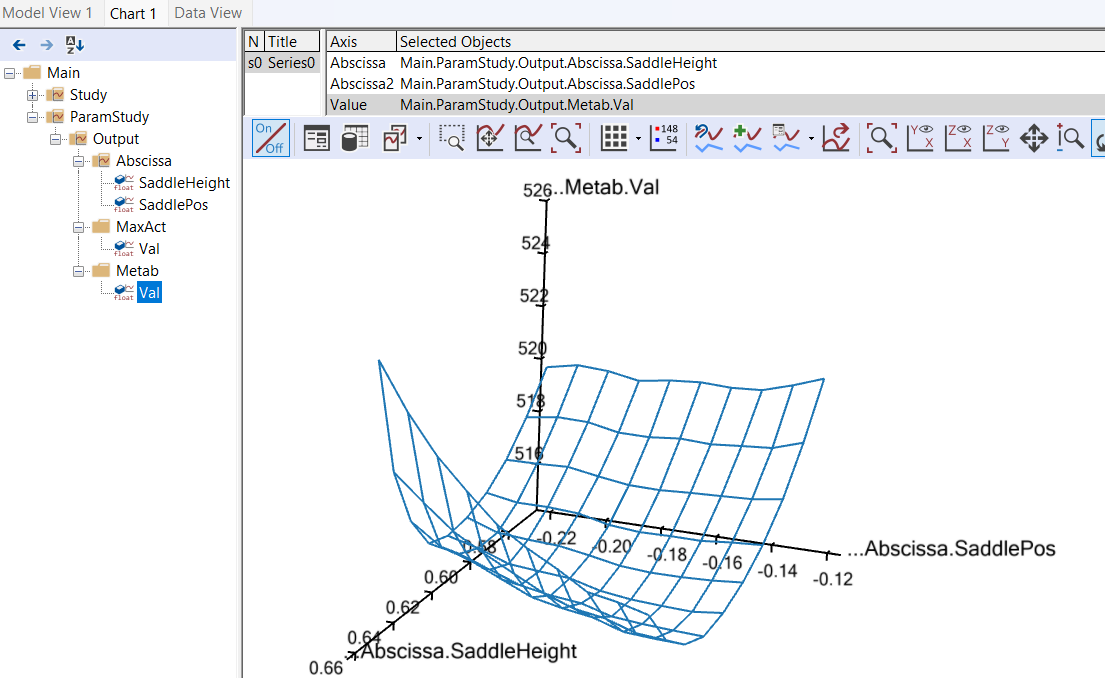 Model View 1 Chart 1 Data View
N Title Axis Selected Objects
s0 Series0 Abscissa Main.ParamStudy.Output.Abscissa.SaddleHeight
Abscissa2 Main.ParamStudy.Output.Abscissa.SaddlePos
Value Main.ParamStudy.Output.Metab.Val
A
Z
Main
Study
ParamStudy
Output
Abscissa
float SaddleHeight
float SaddlePos
MaxAct
float Val
Metab
float Val
On
Off
148
54
Y
X
Z
X
Z
Y
526
...Metab.Val
524
522
520
518
516
-0.22
-0.20
-0.18
-0.16
-0.14
-0.12
...Abscissa.SaddlePos
0.58
0.60
0.62
0.64
0.66
...Abscissa.SaddleHeight